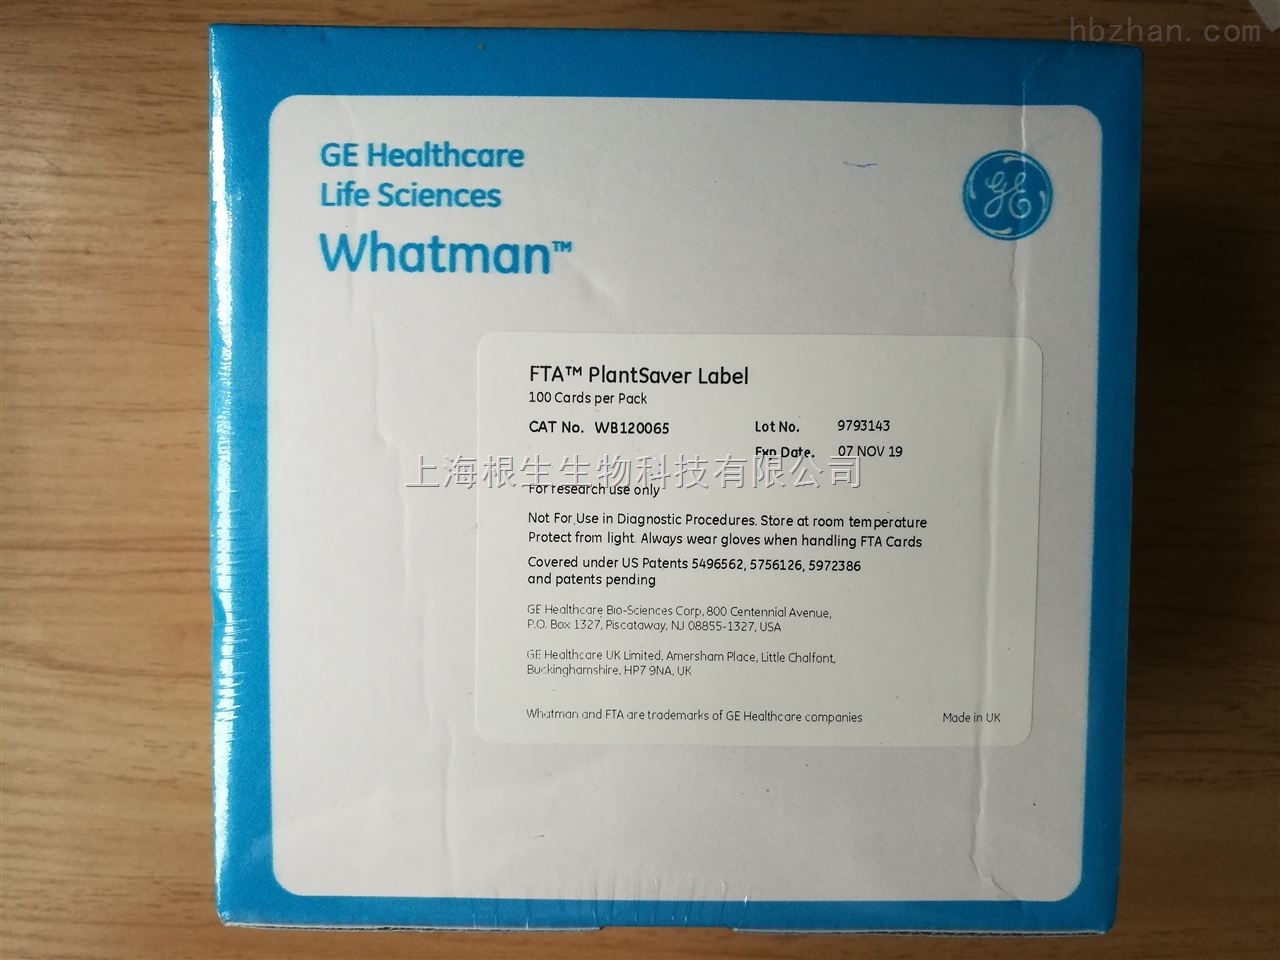 hbzhan.com
GE Healthcare
Life Sciences
Whatman™
GE
FTA™ PlantSaver Label
100 Cards per Pack
CAT No. WB120065 Lot No. 9793143
Exp Date. 07 NOV 19
上海根生生物科技有限公司
For research use only
Not For Use in Diagnostic Procedures. Store at room temperature
Protect from light. Always wear gloves when handling FTA Cards
Covered under US Patents 5496562, 5756126, 5972386
and patents pending
GE Healthcare Bio-Sciences Corp, 800 Centennial Avenue,
P.O. Box 1327, Piscataway, NJ 08855-1327, USA
GE Healthcare UK Limited, Amersham Place, Little Chalfont,
Buckinghamshire, HP7 9NA, UK
Whatman and FTA are trademarks of GE Healthcare companies Made in UK